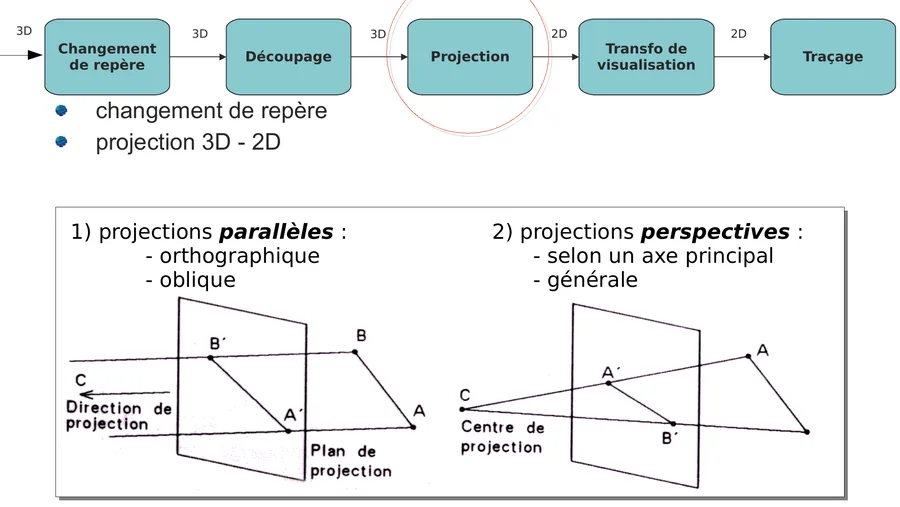 3D
Changement
de repère
3D
Découpage
3D
Projection
2D
Transfo de
visualisation
2D
Traçage
changement de repère
projection 3D - 2D
1) projections parallèles :
- orthographique
- oblique
B′
B
C
Direction de
projection
A′
A
Plan de
projection
2) projections perspectives :
- selon un axe principal
- générale
A
A′
C
Centre de
projection
B′